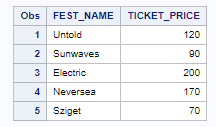 Obs FEST_NAME TICKET_PRICE
1 Untold 120
2 Sunwaves 90
3 Electric 200
4 Neversea 170
5 Sziget 70